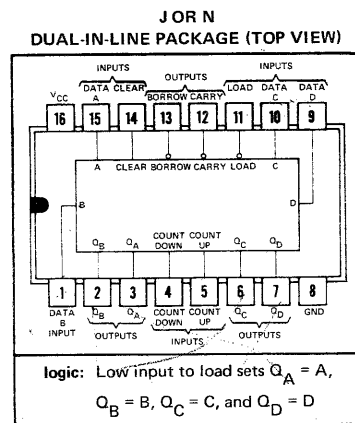 J OR N
DUAL-IN-LINE PACKAGE (TOP VIEW)
INPUTS
OUTPUTS
INPUTS
VCC
DATA A
CLEAR
BORROW
CARRY
LOAD
DATA C
DATA D
16 15 14 13 12 11 10 9
A CLEAR BORROW CARRY LOAD C
B D
QB QA COUNT DOWN COUNT UP QC QD
1 2 3 4 5 6 7 8
DATA B INPUT
QB QA
COUNT DOWN
COUNT UP
QC QD
GND
OUTPUTS
INPUTS
OUTPUTS
logic: Low input to load sets QA = A,
QB = B, QC = C, and QD = D